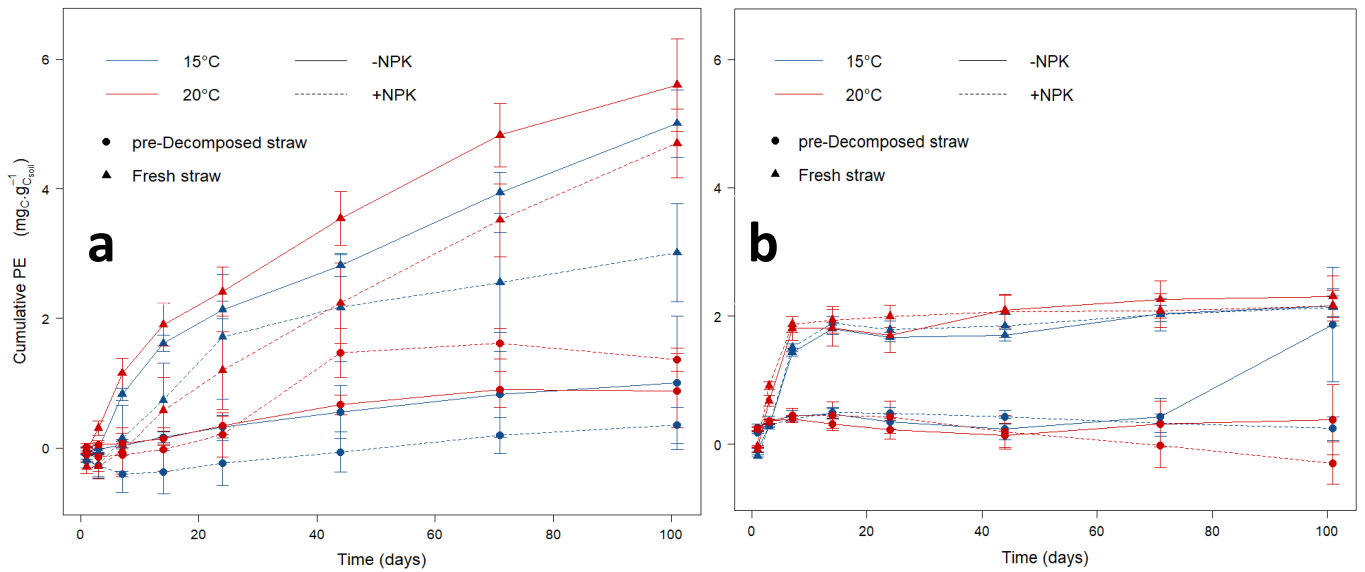 a
15°C -NPK
20°C +NPK
pre-Decomposed straw
Fresh straw
Cumulative PE (mgC·g−1Csoil)
6
4
2
0
0 20 40 60 80 100
Time (days)
b
15°C -NPK
20°C +NPK
pre-Decomposed straw
Fresh straw
6
4
2
0
0 20 40 60 80 100
Time (days)